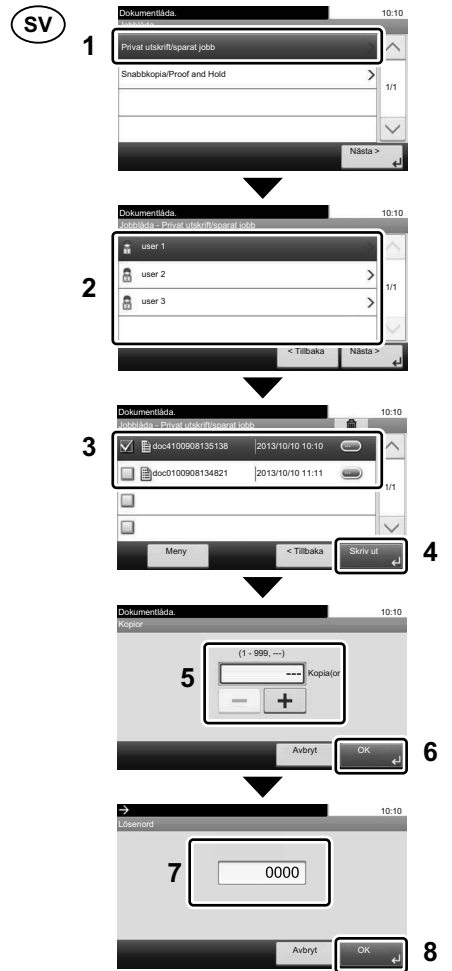 SV
Dokumentlåda. 10:10
Jobblåda
1
Privat utskrift/sparat jobb
Snabbkopia/Proof and Hold
1/1
Nästa >
Dokumentlåda. 10:10
Jobblåda - Privat utskrift/sparat jobb
user 1
2
user 2
1/1
user 3
< Tillbaka Nästa >
Dokumentlåda. 10:10
Jobblåda - Privat utskrift/sparat jobb
3
doc4100908135138 2013/10/10 10:10
doc0100908134821 2013/10/10 11:11
1/1
Meny < Tillbaka Skriv ut
4
Dokumentlåda. 10:10
Kopior
(1 - 999, ---)
5
--- Kopia(or
Avbryt OK
6
10:10
Lösenord
7
0000
Avbryt OK
8